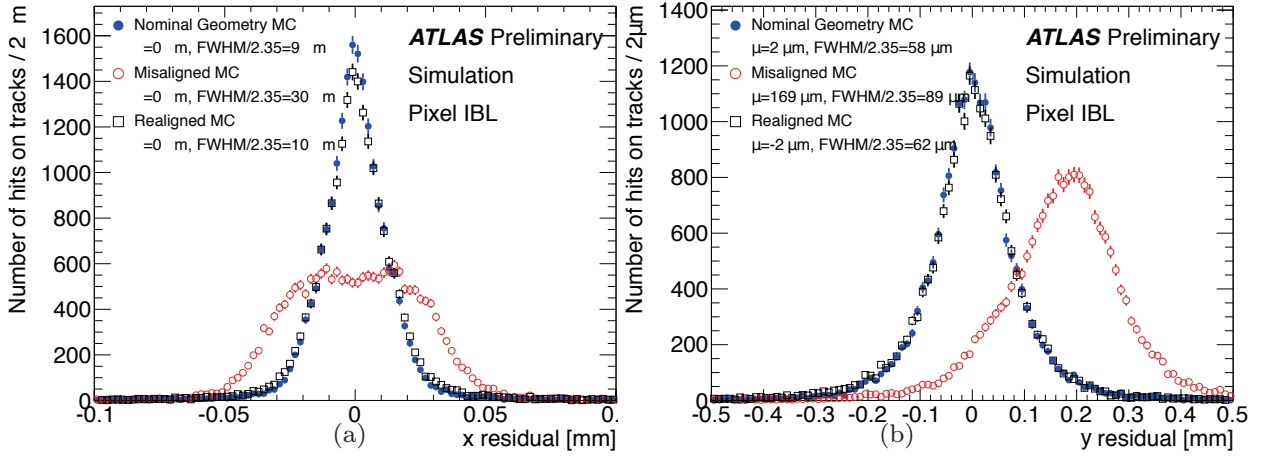 Number of hits on tracks / 2 m
1600
1400
1200
1000
800
600
400
200
0
Nominal Geometry MC
=0 m, FWHM/2.35=9 m
Misaligned MC
=0 m, FWHM/2.35=30 m
Realigned MC
=0 m, FWHM/2.35=10 m
ATLAS Preliminary
Simulation
Pixel IBL
-0.1 -0.05 0 0.05 0.
x residual [mm]
(a)
Number of hits on tracks / 2μm
1400
1200
1000
800
600
400
200
0
Nominal Geometry MC
μ=2 μm, FWHM/2.35=58 μm
Misaligned MC
μ=169 μm, FWHM/2.35=89 μm
Realigned MC
μ=-2 μm, FWHM/2.35=62 μm
ATLAS Preliminary
Simulation
Pixel IBL
-0.5 -0.4 -0.3 -0.2 -0.1 0 0.1 0.2 0.3 0.4 0.5
y residual [mm]
(b)